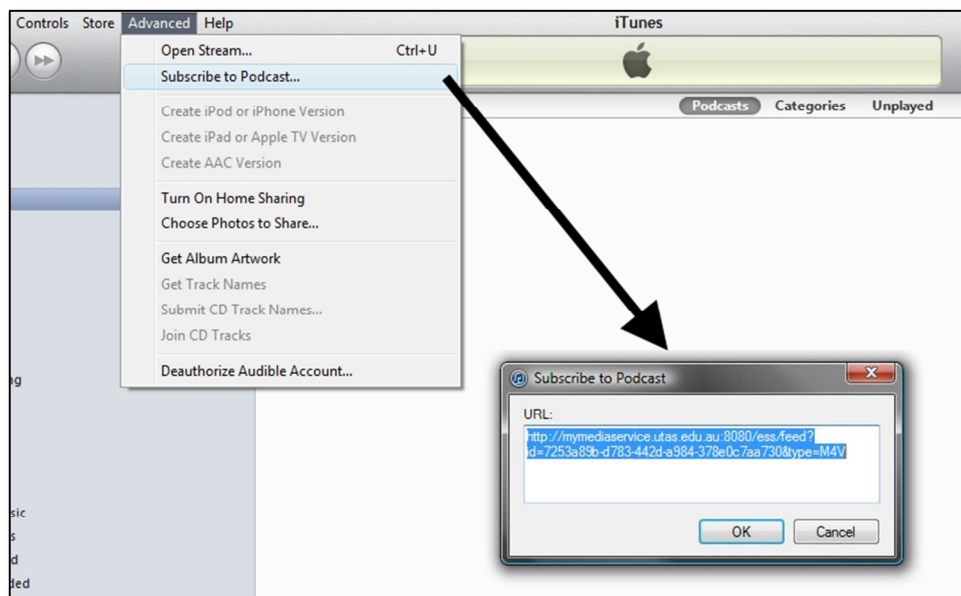 Controls Store Advanced Help
iTunes
Open Stream... Ctrl+U
Subscribe to Podcast...
Podcasts Categories Unplayed
Create iPod or iPhone Version
Create iPad or Apple TV Version
Create AAC Version
Turn On Home Sharing
Choose Photos to Share...
Get Album Artwork
Get Track Names
Submit CD Track Names...
Join CD Tracks
Deauthorize Audible Account...
Subscribe to Podcast
URL:
http://mymediaservice.utas.edu.au:8080/ess/feed?
id=7253a89b-d783-442d-a984-378e0c7aa730&type=M4V
OK Cancel